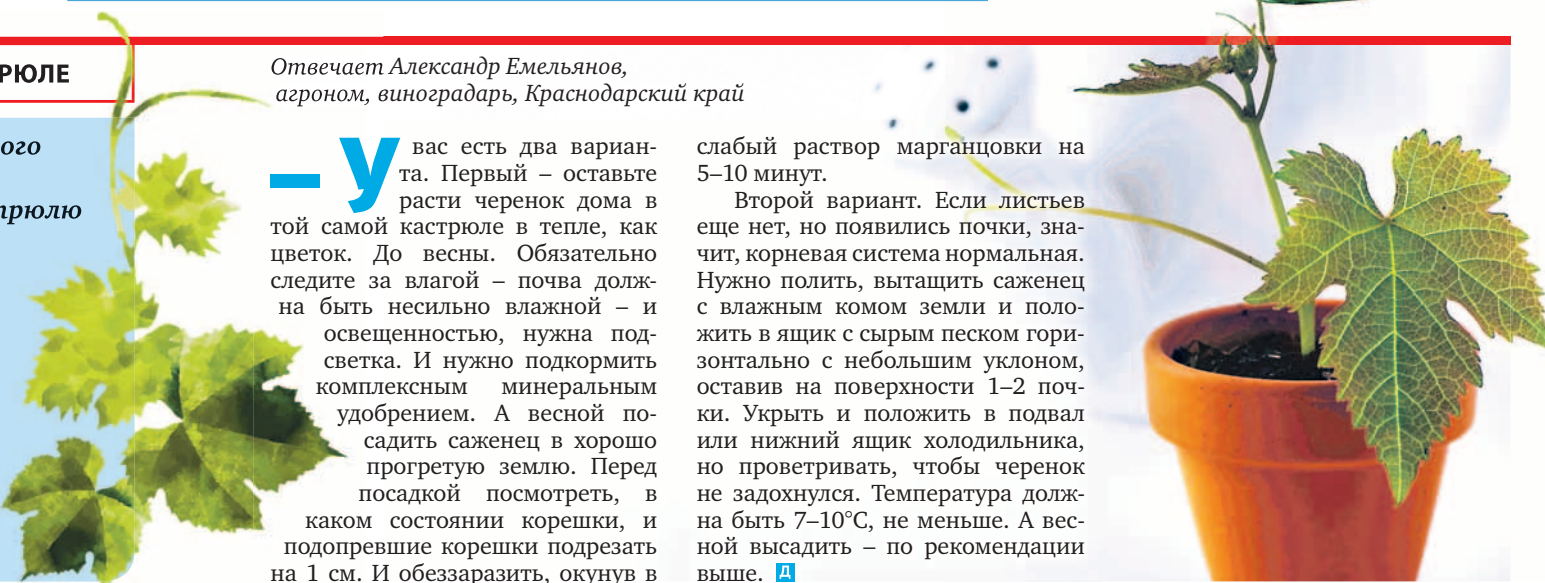 РЮЛЕ
ого
трюлю
Отвечает Александр Емельянов,
агроном, виноградарь, Краснодарский край
– У вас есть два вариан-
та. Первый – оставьте
расти черенок дома в
той самой кастрюле в тепле, как
цветок. До весны. Обязательно
следите за влагой – почва долж-
на быть несильно влажной – и
освещенностью, нужна под-
светка. И нужно подкормить
комплексным минеральным
удобрением. А весной по-
садить саженец в хорошо
прогретую землю. Перед
посадкой посмотреть, в
каком состоянии корешки, и
подопревшие корешки подрезать
на 1 см. И обеззаразить, окунув в
слабый раствор марганцовки на
5–10 минут.
Второй вариант. Если листьев
еще нет, но появились почки, зна-
чит, корневая система нормальная.
Нужно полить, вытащить саженец
с влажным комом земли и поло-
жить в ящик с сырым песком гори-
зонтально с небольшим уклоном,
оставив на поверхности 1–2 поч-
ки. Укрыть и положить в подвал
или нижний ящик холодильника,
но проветривать, чтобы черенок
не задохнулся. Температура долж-
на быть 7–10°С, не меньше. А вес-
ной высадить – по рекомендации
выше. Д